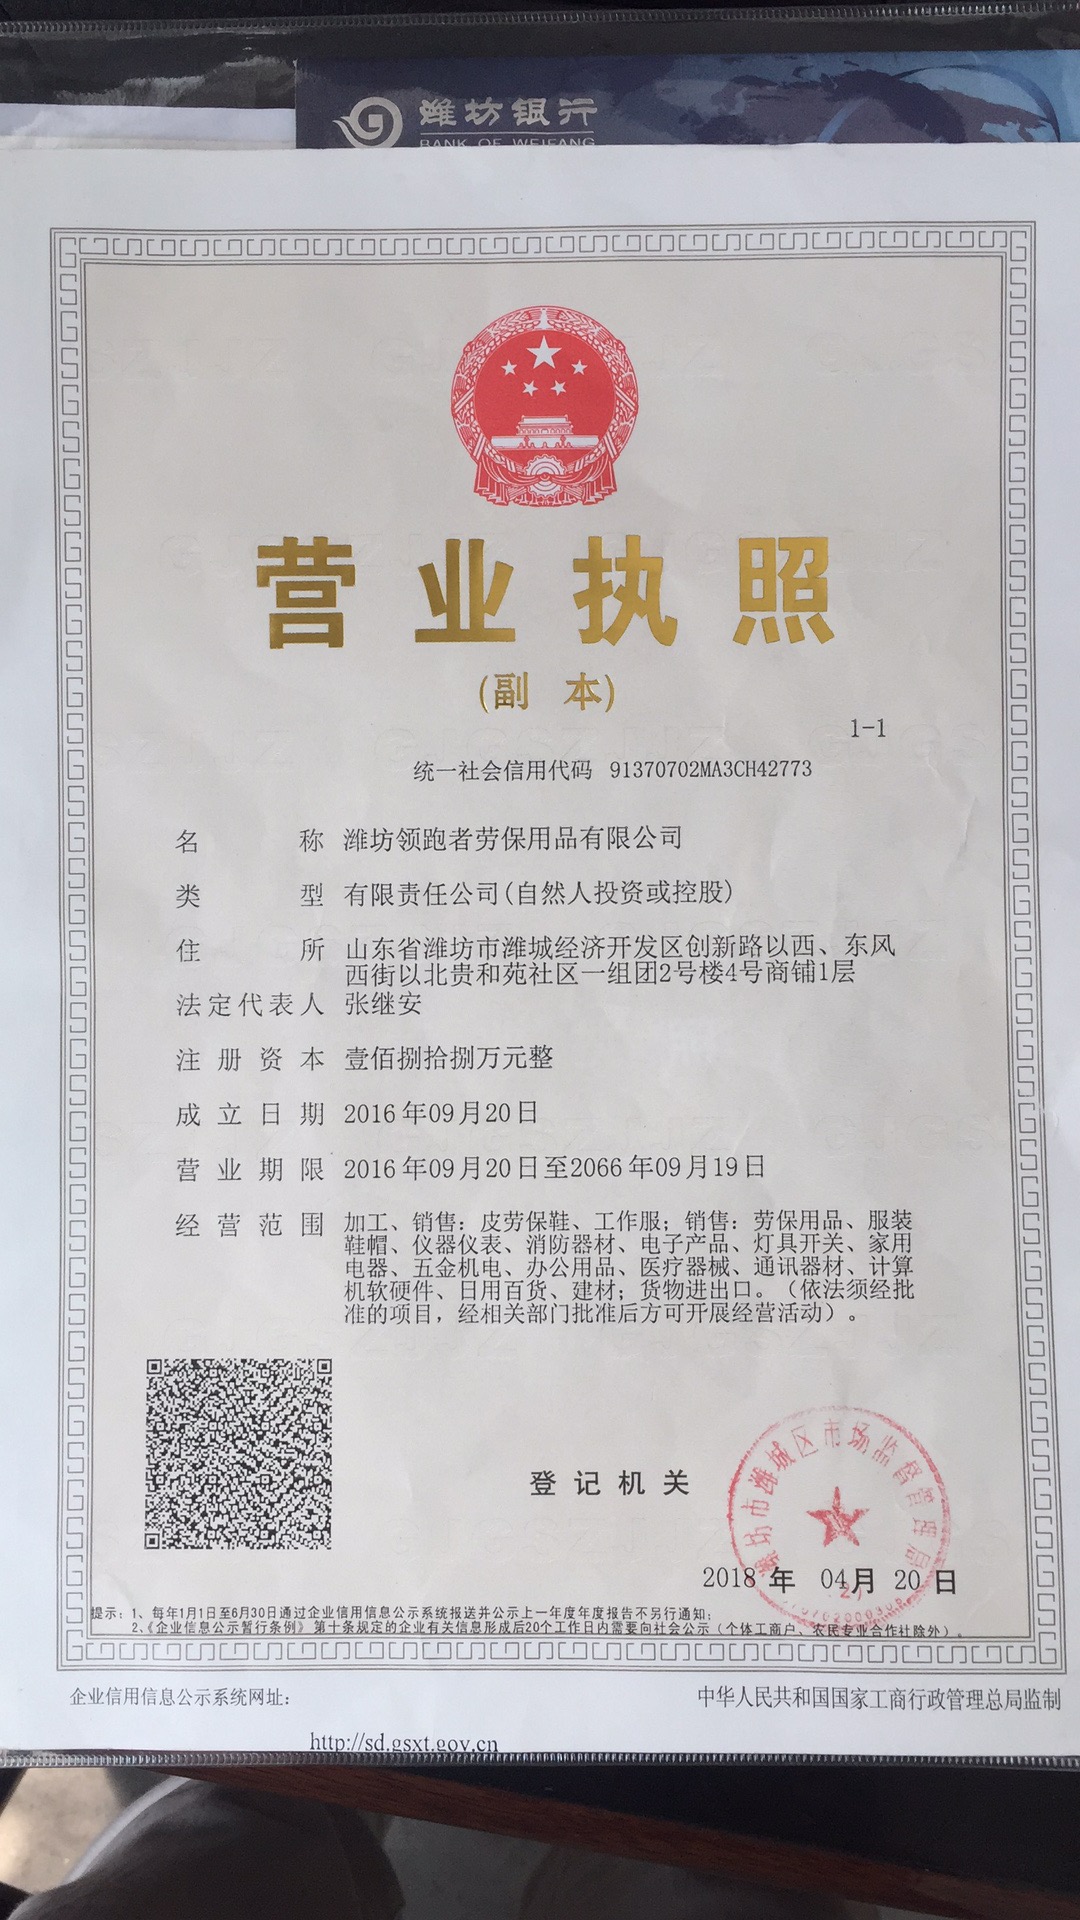 潍坊银行
BANK OF WEIFANG
营业执照
(副 本)
1-1
统一社会信用代码 91370702MA3CH42773
名 称 潍坊领跑者劳保用品有限公司
类 型 有限责任公司(自然人投资或控股)
住 所 山东省潍坊市潍城经济开发区创新路以西、东风
西街以北贵和苑社区一组团2号楼4号商铺1层
法定代表人 张继安
注册资本 壹佰捌拾捌万元整
成立日期 2016年09月20日
营业期限 2016年09月20日至2066年09月19日
经营范围 加工、销售：皮劳保鞋、工作服；销售：劳保用品、服装
鞋帽、仪器仪表、消防器材、电子产品、灯具开关、家用
电器、五金机电、办公用品、医疗器械、通讯器材、计算
机软硬件、日用百货、建材；货物进出口。（依法须经批
准的项目，经相关部门批准后方可开展经营活动）。
潍坊市潍城区市场监督管理局
登记机关
2018 年 04月 20 日
提示：1、每年1月1日至6月30日通过企业信用信息公示系统报送并公示上一年度年度报告不另行通知；
2、《企业信息公示暂行条例》第十条规定的企业有关信息形成后20个工作日内需要向社会公示（个体工商户、农民专业合作社除外）。
企业信用信息公示系统网址：
中华人民共和国国家工商行政管理总局监制
http://sd.gsxt.gov.cn